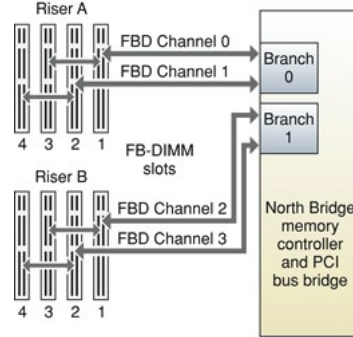 Riser A
FBD Channel 0
FBD Channel 1
Branch
0
4 3 2 1
Branch
1
FB-DIMM
slots
Riser B
FBD Channel 2
FBD Channel 3
4 3 2 1
North Bridge
memory
controller
and PCI
bus bridge